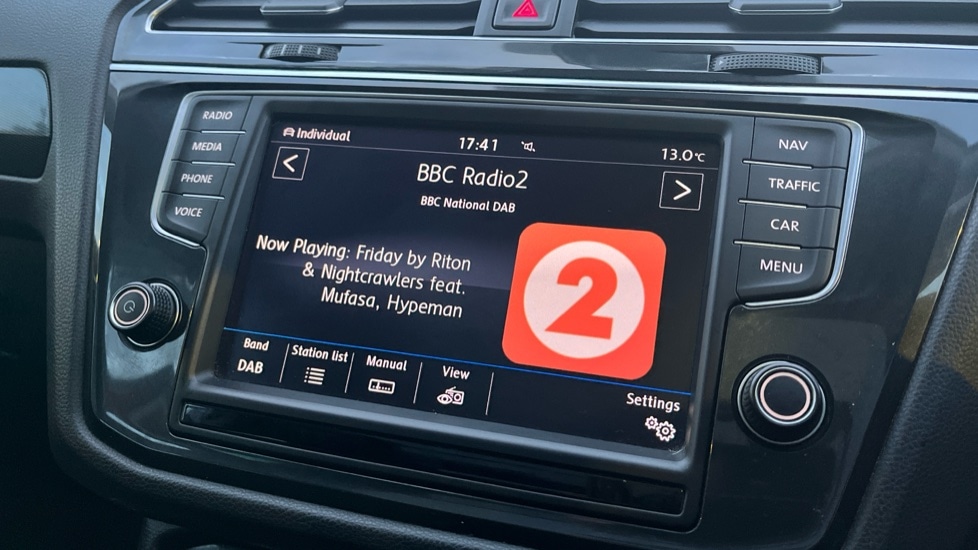 RADIO
MEDIA
PHONE
VOICE
Individual
17:41
13.0°C
<
BBC Radio2
>
BBC National DAB
Now Playing: Friday by Riton
& Nightcrawlers feat.
Mufasa, Hypeman
2
Band
DAB
Station list
Manual
View
Settings
NAV
TRAFFIC
CAR
MENU